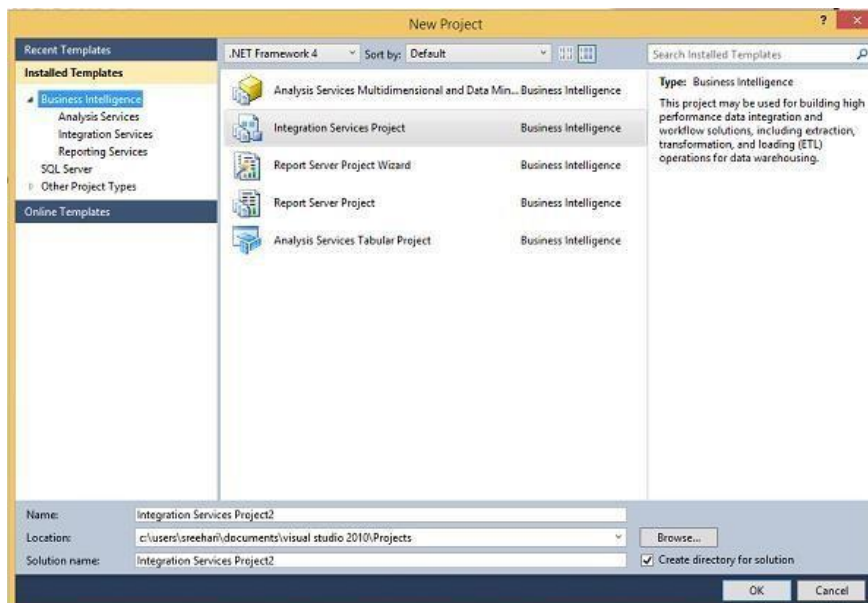 New Project
?
Recent Templates
Installed Templates
Business Intelligence
Analysis Services
Integration Services
Reporting Services
SQL Server
Other Project Types
Online Templates
.NET Framework 4
Sort by: Default
Analysis Services Multidimensional and Data Min... Business Intelligence
Integration Services Project Business Intelligence
Report Server Project Wizard Business Intelligence
Report Server Project Business Intelligence
Analysis Services Tabular Project Business Intelligence
Search Installed Templates
Type: Business Intelligence
This project may be used for building high
performance data integration and
workflow solutions, including extraction,
transformation, and loading (ETL)
operations for data warehousing.
Name: Integration Services Project2
Location: c:\users\sreehari\documents\visual studio 2010\Projects Browse...
Solution name: Integration Services Project2 Create directory for solution
OK Cancel